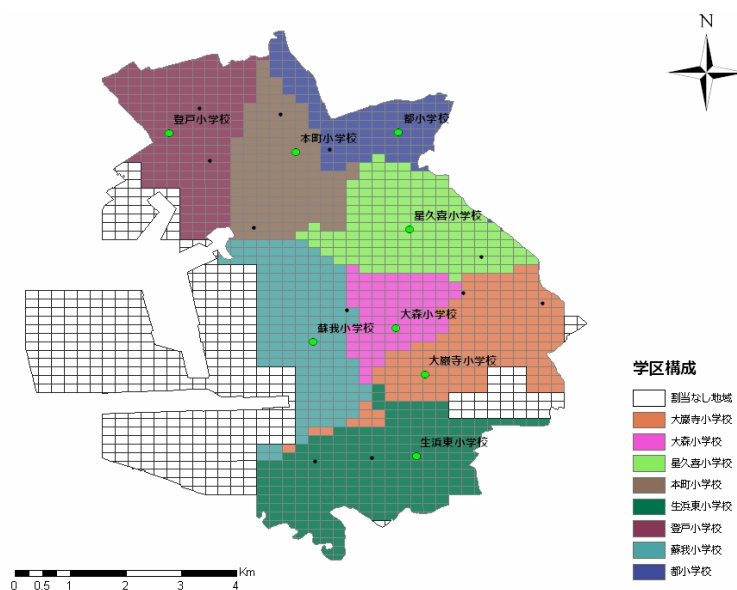 N
登戸小学校
都小学校
本町小学校
星久喜小学校
大森小学校
蘇我小学校
大巌寺小学校
生浜東小学校
学区構成
割当なし地域
大巌寺小学校
大森小学校
星久喜小学校
本町小学校
生浜東小学校
登戸小学校
蘇我小学校
都小学校
Km
0 0.5 1 2 3 4